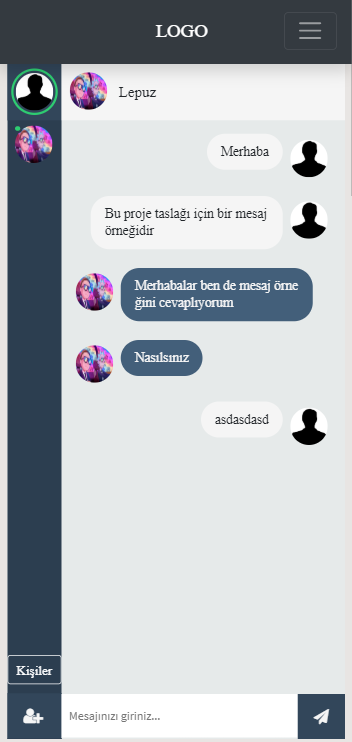 LOGO
Lepuz
Merhaba
Bu proje taslağı için bir mesaj
örneğidir
Merhabalar ben de mesaj örne
ğini cevaplıyorum
Nasılsınız
asdasdasd
Kişiler
Mesajınızı giriniz...